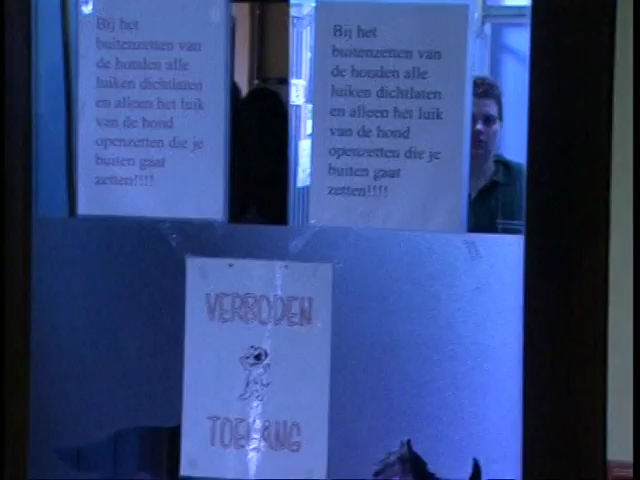 Bij het
buitenzetten van
de honden alle
luiken dichtlaten
en alleen het luik
van de hond
openzetten die je
buiten gaat
zetten!!!!
Bij het
buitenzetten van
de honden alle
luiken dichtlaten
en alleen het luik
van de hond
openzetten die je
buiten gaat
zetten!!!!
VERBODEN
TOEGANG